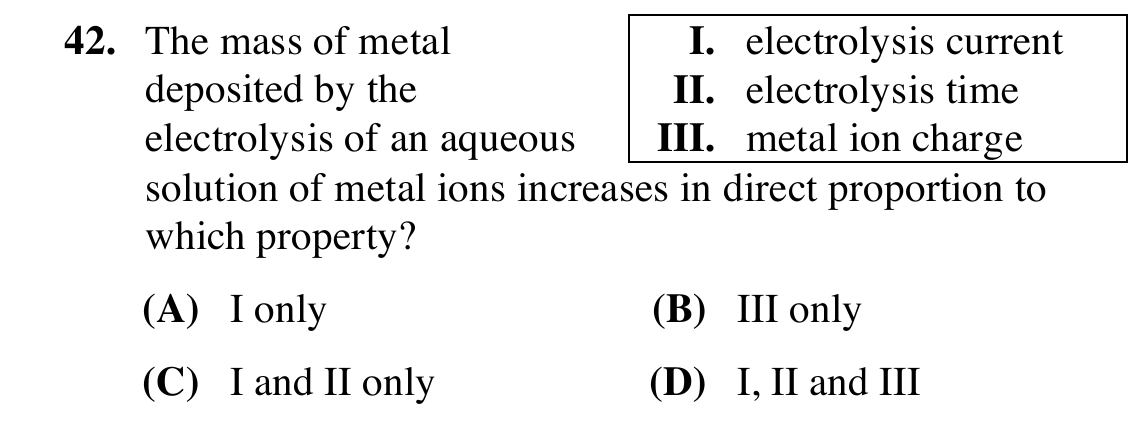 42. The mass of metal
deposited by the
electrolysis of an aqueous
solution of metal ions increases in direct proportion to
which property?
I. electrolysis current
II. electrolysis time
III. metal ion charge
(A) I only
(B) III only
(C) I and II only
(D) I, II and III